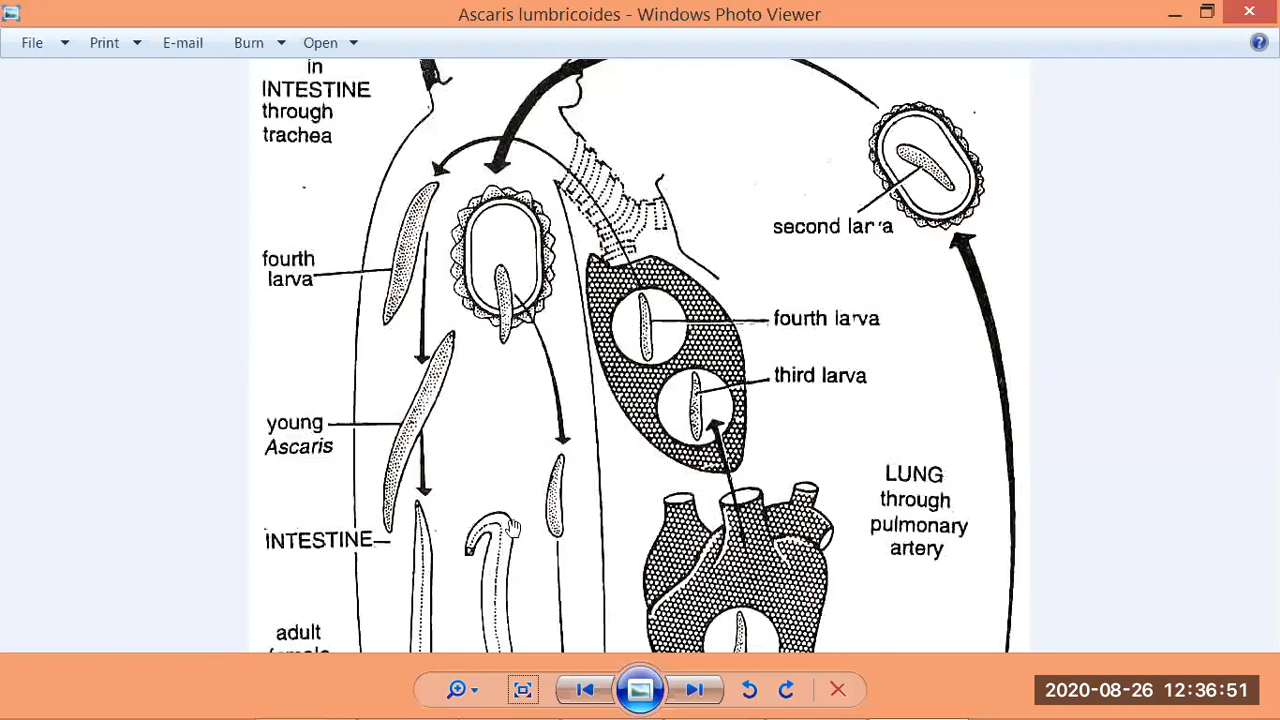 Ascaris lumbricoides - Windows Photo Viewer
File Print E-mail Burn Open
in
INTESTINE
through
trachea
second larva
fourth
larva
fourth larva
third larva
young
Ascaris
LUNG
through
pulmonary
artery
INTESTINE
adult
2020-08-26 12:36:51